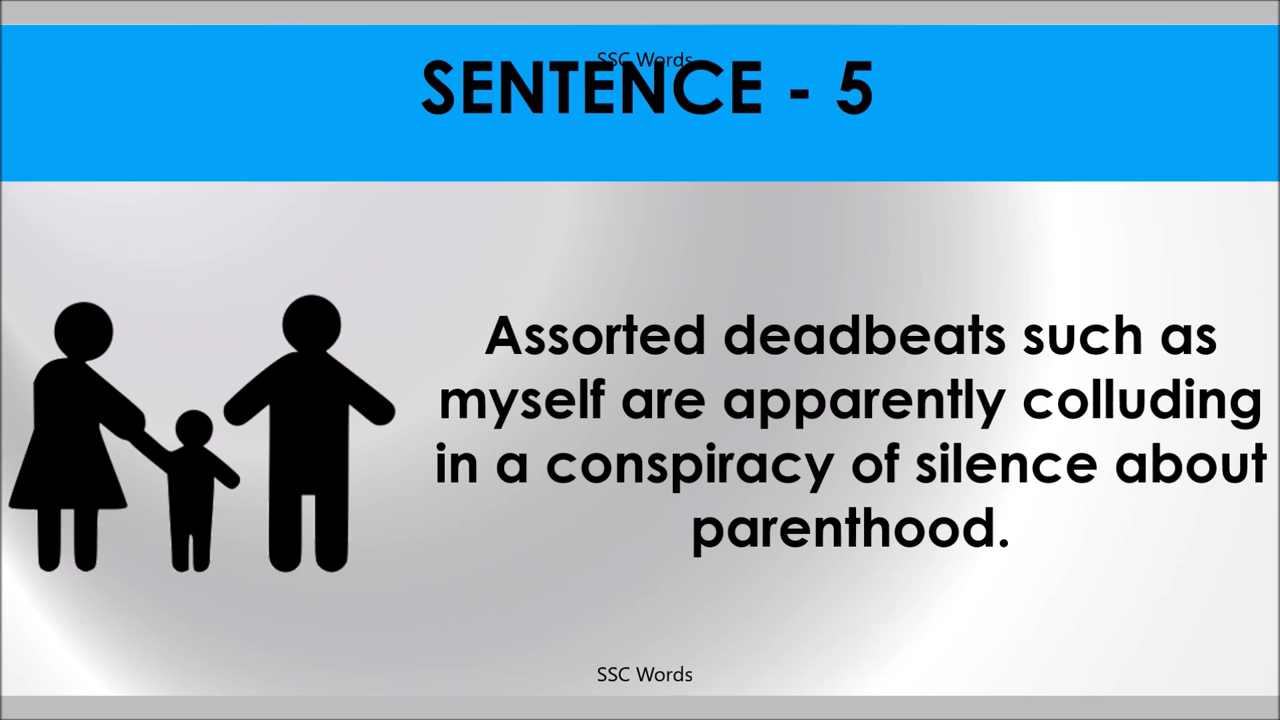 SSC Words
SENTENCE - 5
Assorted deadbeats such as
myself are apparently colluding
in a conspiracy of silence about
parenthood.
SSC Words